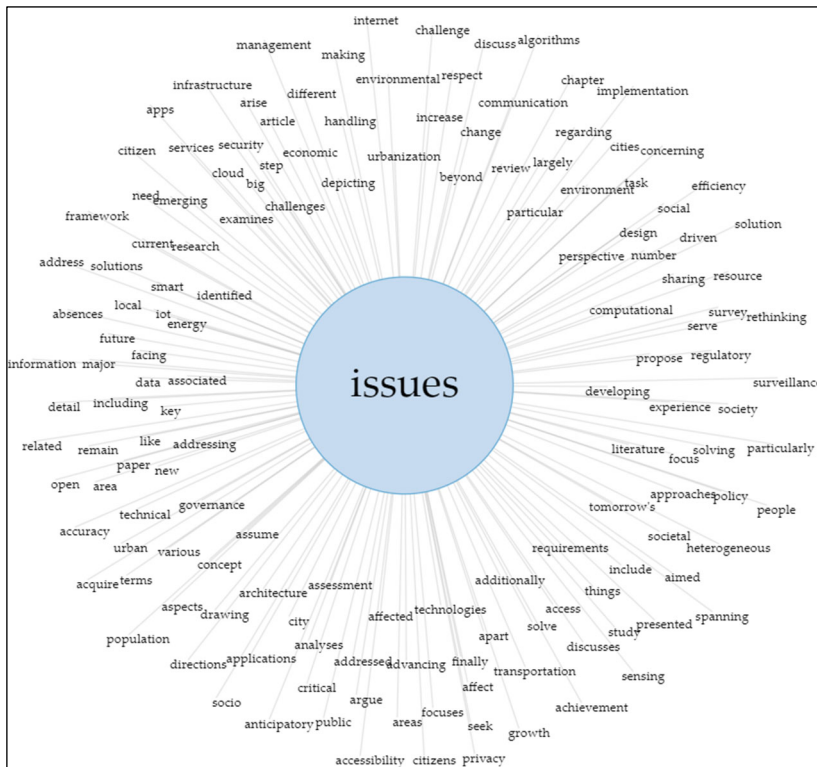 internet
challenge
discuss algorithms
management
making
infrastructure
different
environmental respect
chapter
implementation
apps
arise
article
handling
increase
communication
change
regarding
citizen
services security
step
economic
urbanization
cities concerning
cloud
big
depicting
beyond
review
largely
need
emerging
examines
challenges
particular
environment
task
efficiency
framework
social
current research
design
driven
solution
address
solutions
perspective number
smart
identified
sharing
resource
absences
local
iot
energy
computational
survey
serve
rethinking
future
facing
information major
propose
regulatory
data associated
issues
developing
surveillance
detail
including
key
experience
society
related
remain
like
addressing
literature
focus
solving
particularly
paper
new
open
area
approaches policy
technical
governance
tomorrow's
people
accuracy
assume
societal
urban
various
requirements
heterogeneous
concept
include
aimed
acquire terms
architecture
assessment
additionally
things
aspects
drawing
city
affected technologies
access
spanning
population
analyses
apart
solve
study
presented
directions
applications
addressed
advancing
finally
transportation
discusses
sensing
socio
critical
argue
affect
achievement
anticipatory
public
areas
focuses
seek
growth
accessibility
citizens
privacy